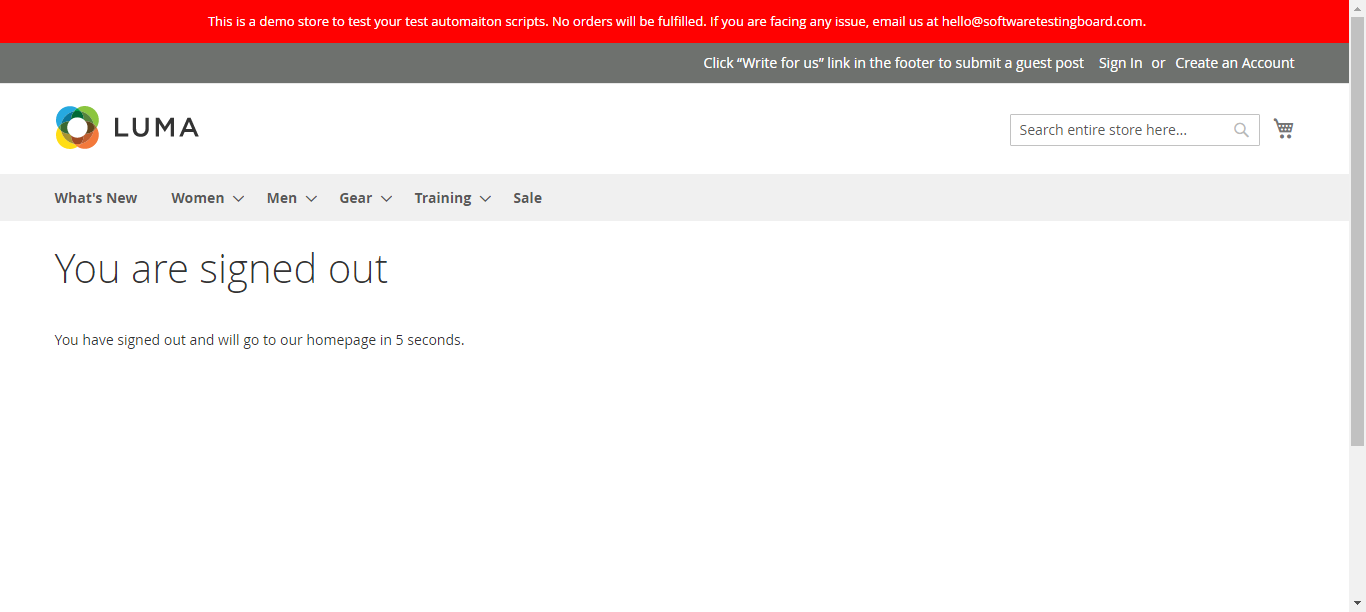 This is a demo store to test your test automaiton scripts. No orders will be fulfilled. If you are facing any issue, email us at hello@softwaretestingboard.com.
Click “Write for us” link in the footer to submit a guest post Sign In or Create an Account
LUMA
Search entire store here...
What's New Women Men Gear Training Sale
You are signed out
You have signed out and will go to our homepage in 5 seconds.